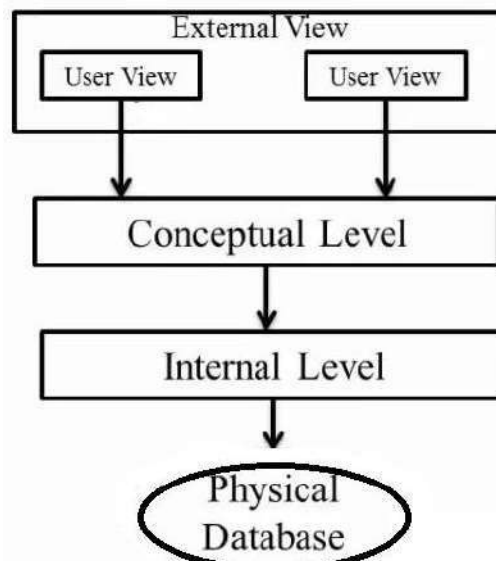 External View
User View
User View
Conceptual Level
Internal Level
Physical
Database